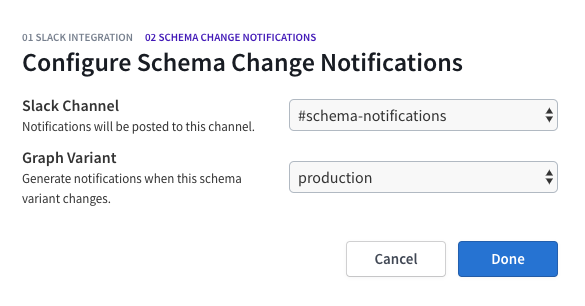 01 SLACK INTEGRATION 02 SCHEMA CHANGE NOTIFICATIONS
Configure Schema Change Notifications
Slack Channel
Notifications will be posted to this channel.
#schema-notifications
Graph Variant
Generate notifications when this schema
variant changes.
production
Cancel
Done